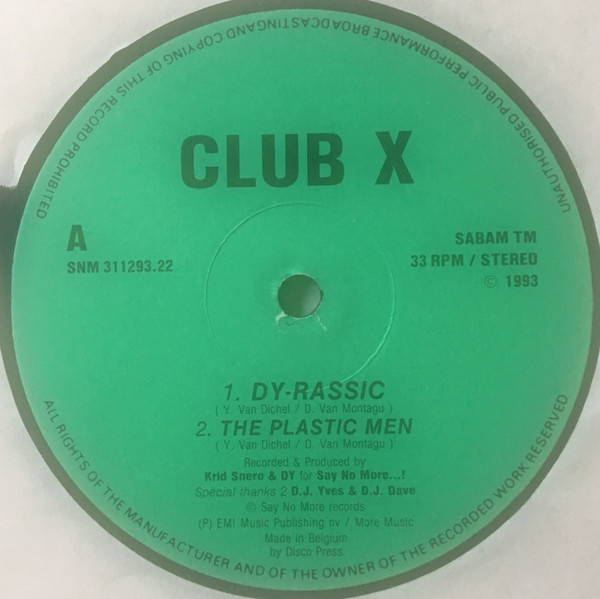 UNAUTHORISED PUBLIC PERFORMANCE BROADCASTING AND COPYING OF THIS RECORD PROHIBITED
CLUB X
A
SNM 311293.22
SABAM TM
33 RPM / STEREO
© 1993
1. DY-RASSIC
( Y. Van Dichel / D. Van Montagu )
2. THE PLASTIC MEN
( Y. Van Dichel / D. Van Montagu )
Recorded & Produced by
Krid Snero & DY for Say No More...!
Special thanks 2 D.J. Yves & D.J. Dave
© Say No More records
(P) EMI Music Publishing nv / More Music
Made in Belgium
by Disco Press
ALL RIGHTS OF THE MANUFACTURER AND OF THE OWNER OF THE RECORDED WORK RESERVED